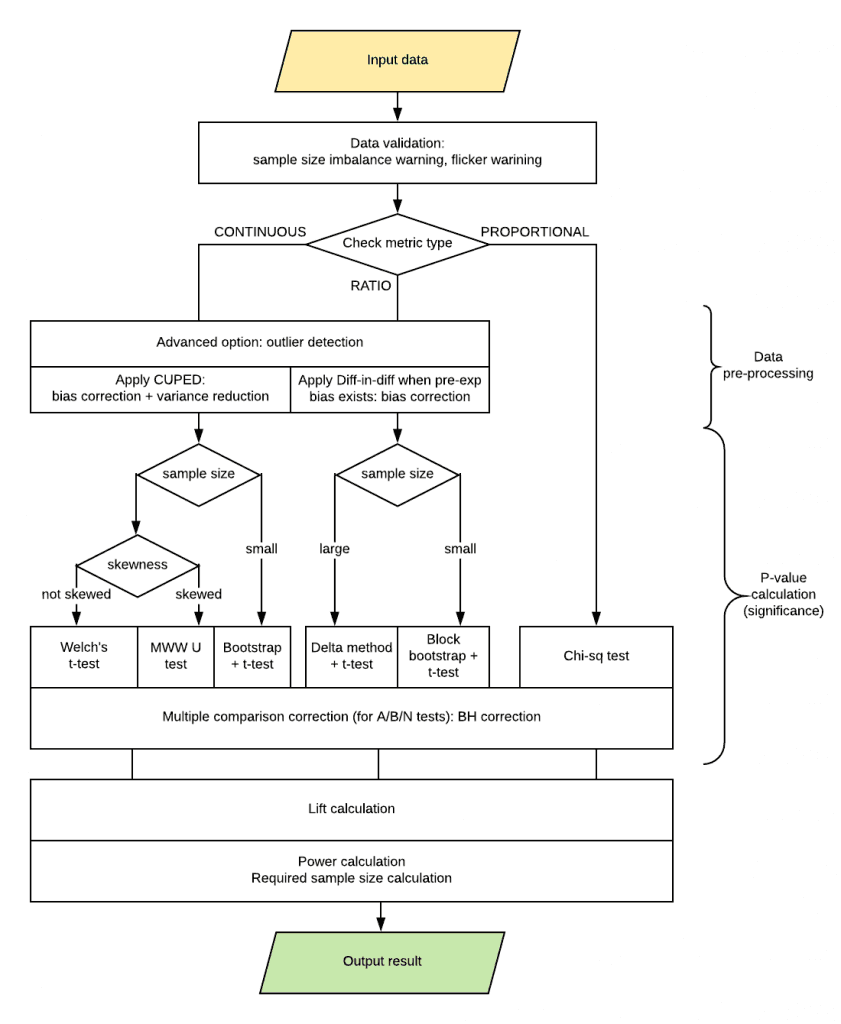 Input data
Data validation:
sample size imbalance warning, flicker warining
CONTINUOUS
Check metric type
PROPORTIONAL
RATIO
Advanced option: outlier detection
Apply CUPED:
bias correction + variance reduction
Apply Diff-in-diff when pre-exp
bias exists: bias correction
Data
pre-processing
sample size
sample size
large
small
small
skewness
not skewed
skewed
P-value
calculation
(significance)
Welch's
t-test
MWW U
test
Bootstrap
+ t-test
Delta method
+ t-test
Block
bootstrap +
t-test
Chi-sq test
Multiple comparison correction (for A/B/N tests): BH correction
Lift calculation
Power calculation
Required sample size calculation
Output result